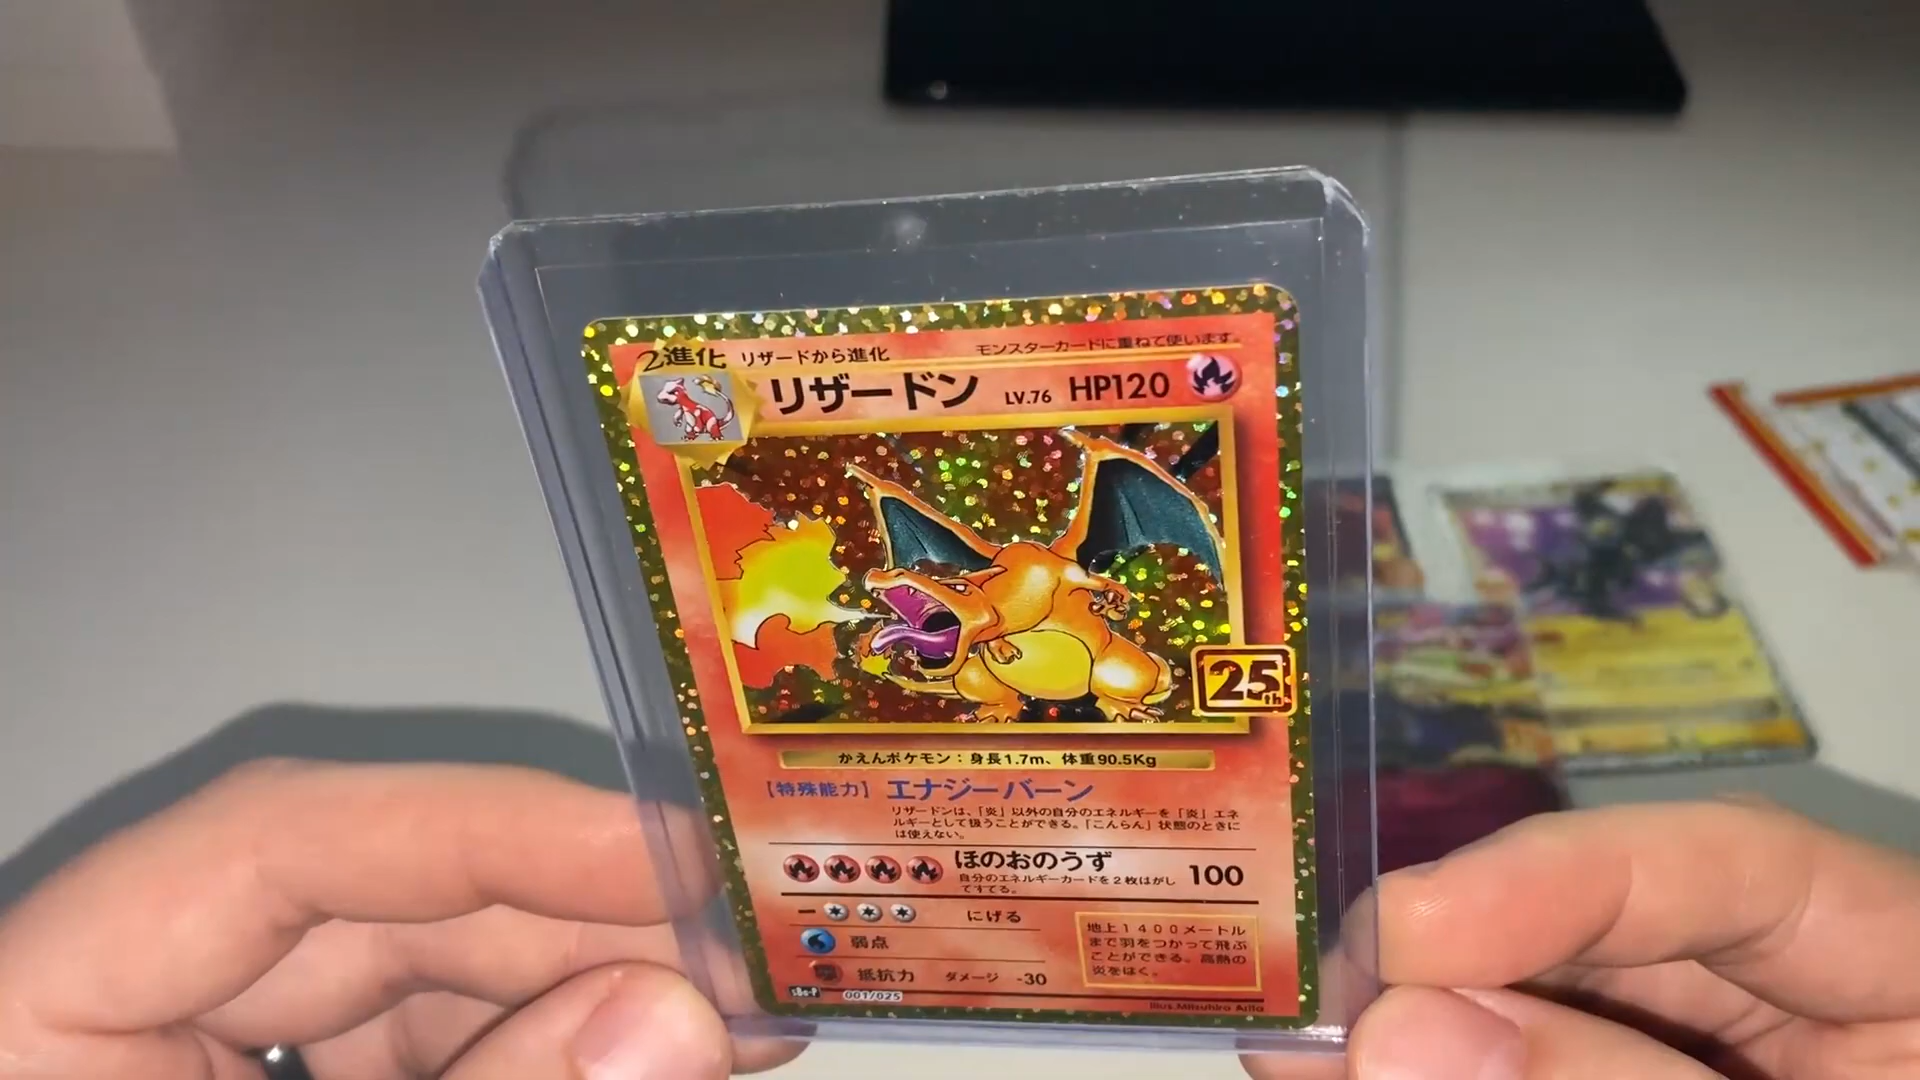 2進化 リザードから進化 モンスターカードに重ねて使います。
リザードン LV.76 HP120
25th
かえんポケモン：身長1.7m、体重90.5Kg
【特殊能力】エナジーバーン
リザードンは、「炎」以外の自分のエネルギーを「炎」エネ
ルギーとして扱うことができる。「こんらん」状態のときに
は使えない。
ほのおのうず 100
自分のエネルギーカードを2枚はがし
てすてる。
にげる
弱点
抵抗力 ダメージ -30
地上1400メートル
まで羽をつかって飛ぶ
ことができる。高熱の
炎をはく。
s8a-P 001/025
Illus.Mitsuhiro Arita